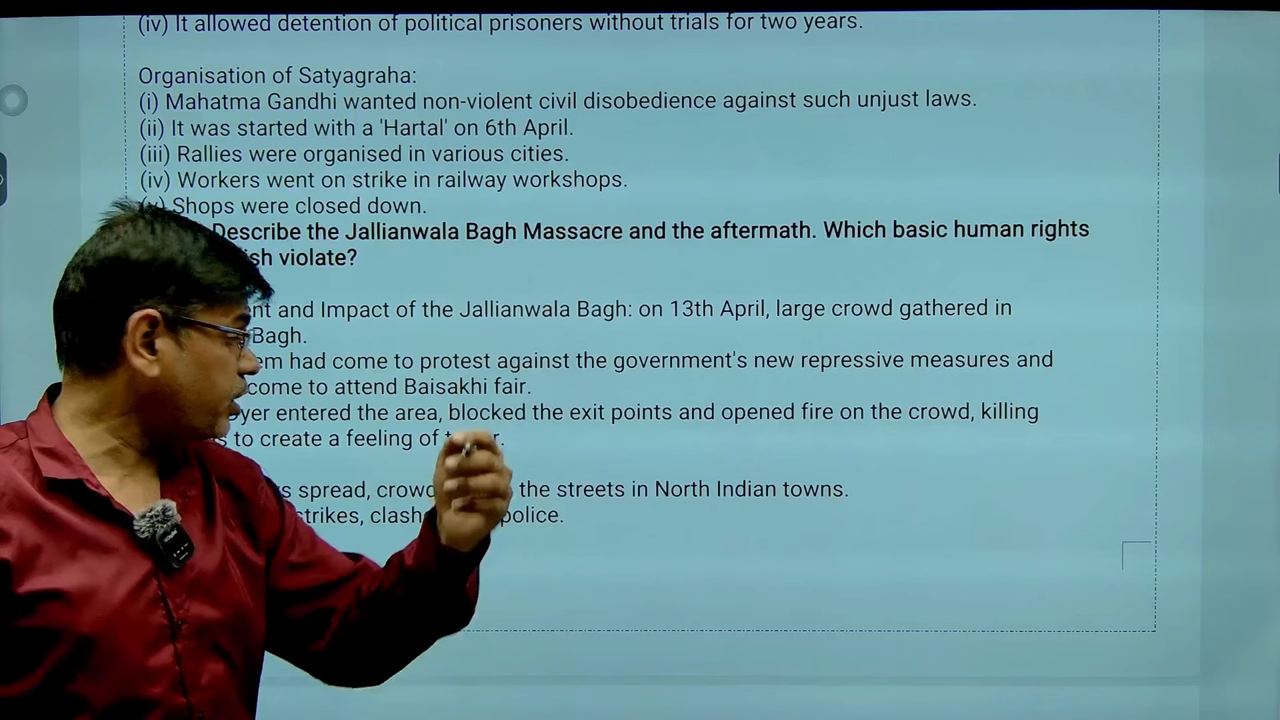 (iv) It allowed detention of political prisoners without trials for two years.
Organisation of Satyagraha:
(i) Mahatma Gandhi wanted non-violent civil disobedience against such unjust laws.
(ii) It was started with a 'Hartal' on 6th April.
(iii) Rallies were organised in various cities.
(iv) Workers went on strike in railway workshops.
Shops were closed down.
Describe the Jallianwala Bagh Massacre and the aftermath. Which basic human rights
violate?
and Impact of the Jallianwala Bagh: on 13th April, large crowd gathered in
Bagh.
had come to protest against the government's new repressive measures and
come to attend Baisakhi fair.
entered the area, blocked the exit points and opened fire on the crowd, killing
to create a feeling of
spread, the streets in North Indian towns.
strikes, police.